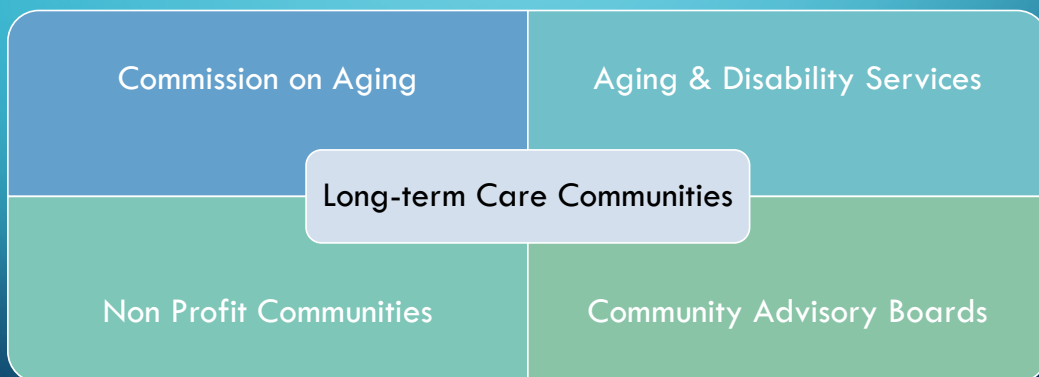 Commission on Aging
Aging & Disability Services
Long-term Care Communities
Non Profit Communities
Community Advisory Boards